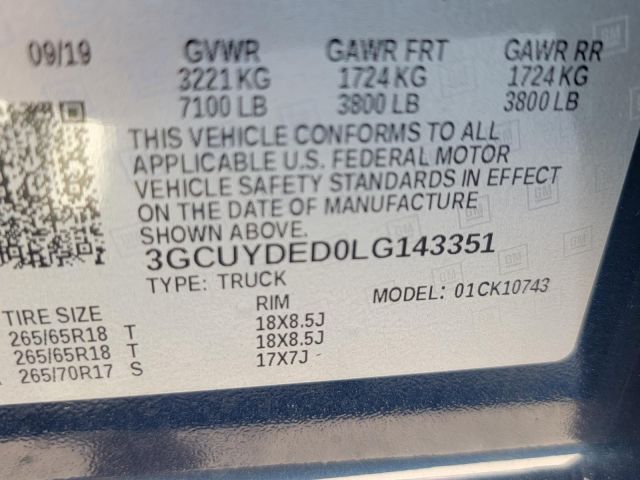 09/19 GVWR GAWR FRT GAWR RR
3221 KG 1724 KG 1724 KG
7100 LB 3800 LB 3800 LB
THIS VEHICLE CONFORMS TO ALL
APPLICABLE U.S. FEDERAL MOTOR
VEHICLE SAFETY STANDARDS IN EFFECT
ON THE DATE OF MANUFACTURE
SHOWN ABOVE.
3GCUYDED0LG143351
TYPE: TRUCK MODEL: 01CK10743
TIRE SIZE RIM
265/65R18 T 18X8.5J
265/65R18 T 18X8.5J
265/70R17 S 17X7J
GM
GM
GM